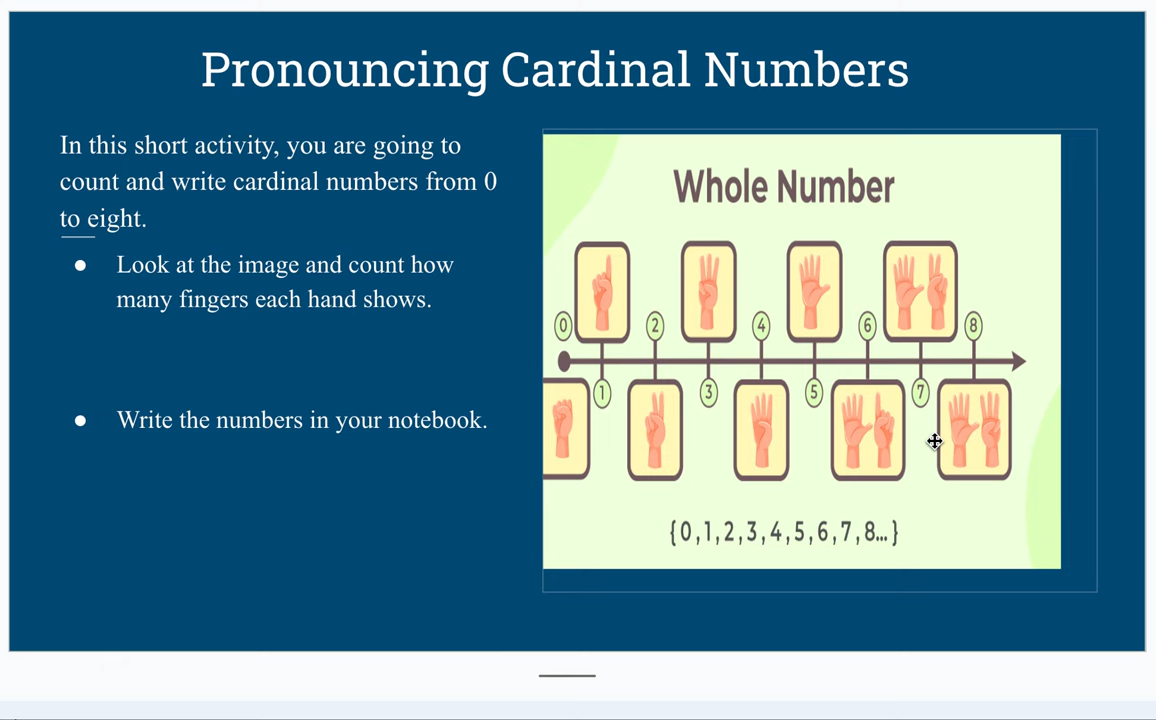 Pronouncing Cardinal Numbers
In this short activity, you are going to
count and write cardinal numbers from 0
to eight.
● Look at the image and count how
many fingers each hand shows.
● Write the numbers in your notebook.
Whole Number
0 2 4 6 8
1 3 5 7
{0,1,2,3,4,5,6,7,8...}